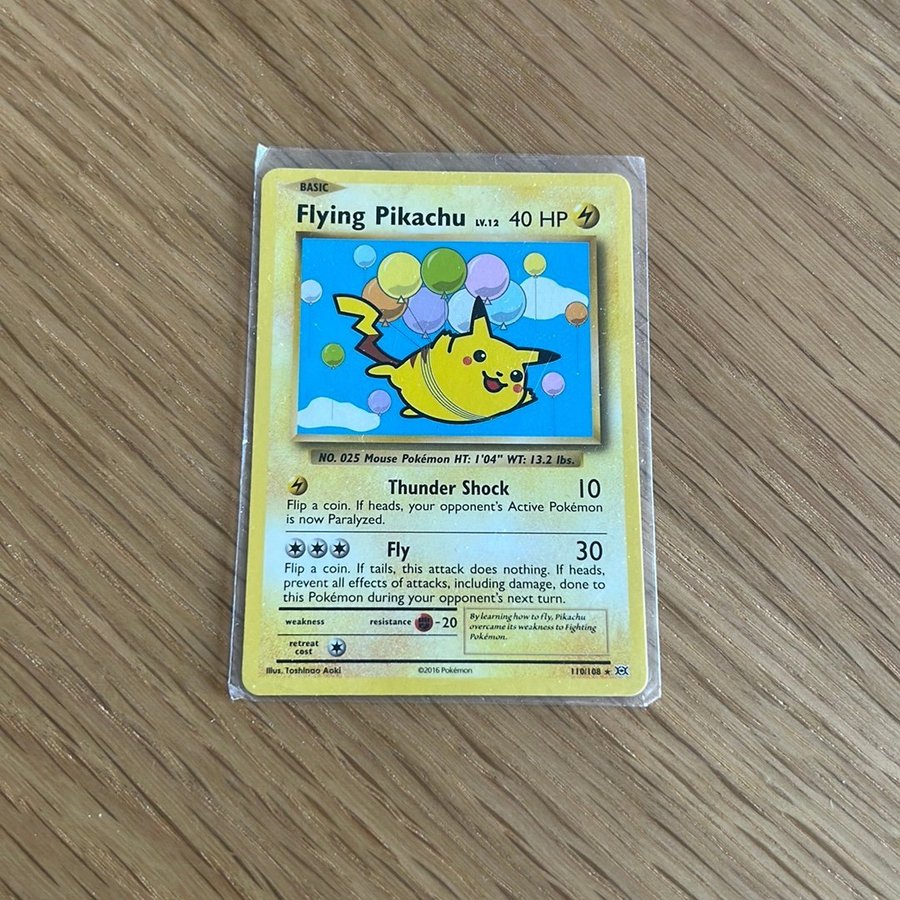 BASIC
Flying Pikachu LV.12 40 HP
NO. 025 Mouse Pokémon HT: 1'04" WT: 13.2 lbs.
Thunder Shock 10
Flip a coin. If heads, your opponent's Active Pokémon
is now Paralyzed.
Fly 30
Flip a coin. If tails, this attack does nothing. If heads,
prevent all effects of attacks, including damage, done to
this Pokémon during your opponent's next turn.
weakness resistance -20
retreat
cost
By learning how to fly, Pikachu
overcame its weakness to Fighting
Pokémon.
Illus. Toshinao Aoki ©2016 Pokémon 110/108